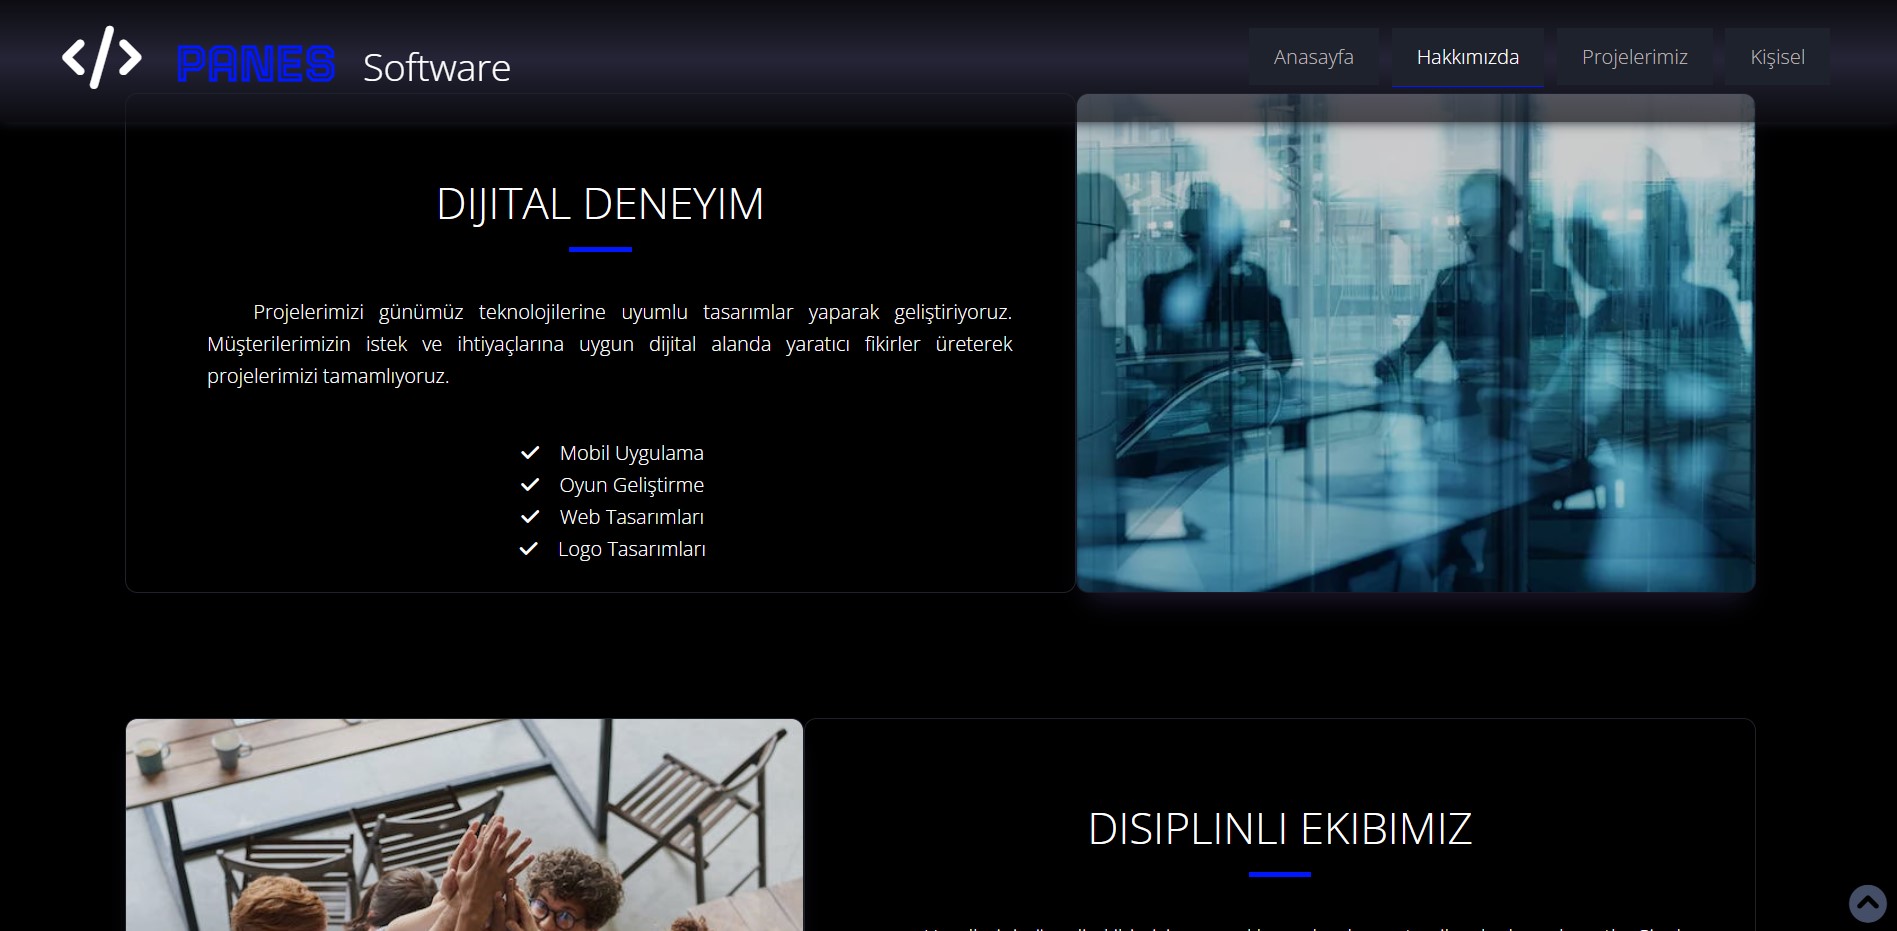 </> PANES Software
Anasayfa Hakkımızda Projelerimiz Kişisel
DIJITAL DENEYIM
Projelerimizi günümüz teknolojilerine uyumlu tasarımlar yaparak geliştiriyoruz.
Müşterilerimizin istek ve ihtiyaçlarına uygun dijital alanda yaratıcı fikirler üreterek
projelerimizi tamamlıyoruz.
Mobil Uygulama
Oyun Geliştirme
Web Tasarımları
Logo Tasarımları
DISIPLINLI EKIBIMIZ